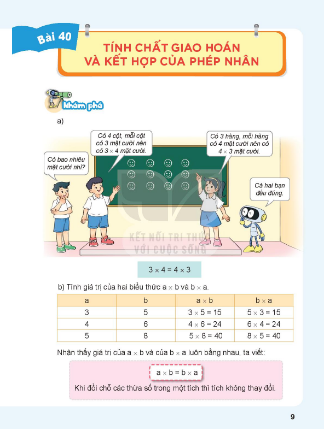 Bài 40
TÍNH CHẤT GIAO HOÁN
VÀ KẾT HỢP CỦA PHÉP NHÂN
Khám phá
a)
Có bao nhiêu
mặt cười nhỉ?
Có 4 cột, mỗi cột
có 3 mặt cười nên
có 3 × 4 mặt cười.
Có 3 hàng, mỗi hàng
có 4 mặt cười nên có
4 × 3 mặt cười.
Cả hai bạn
đều đúng.
KẾT NỐI TRI THỨC
VỚI CUỘC SỐNG
3 × 4 = 4 × 3
b) Tính giá trị của hai biểu thức a × b và b × a.
a b a × b b × a
3 5 3 × 5 = 15 5 × 3 = 15
4 6 4 × 6 = 24 6 × 4 = 24
5 8 5 × 8 = 40 8 × 5 = 40
Nhận thấy giá trị của a × b và của b × a luôn bằng nhau, ta viết:
a × b = b × a
Khi đổi chỗ các thừa số trong một tích thì tích không thay đổi.
9